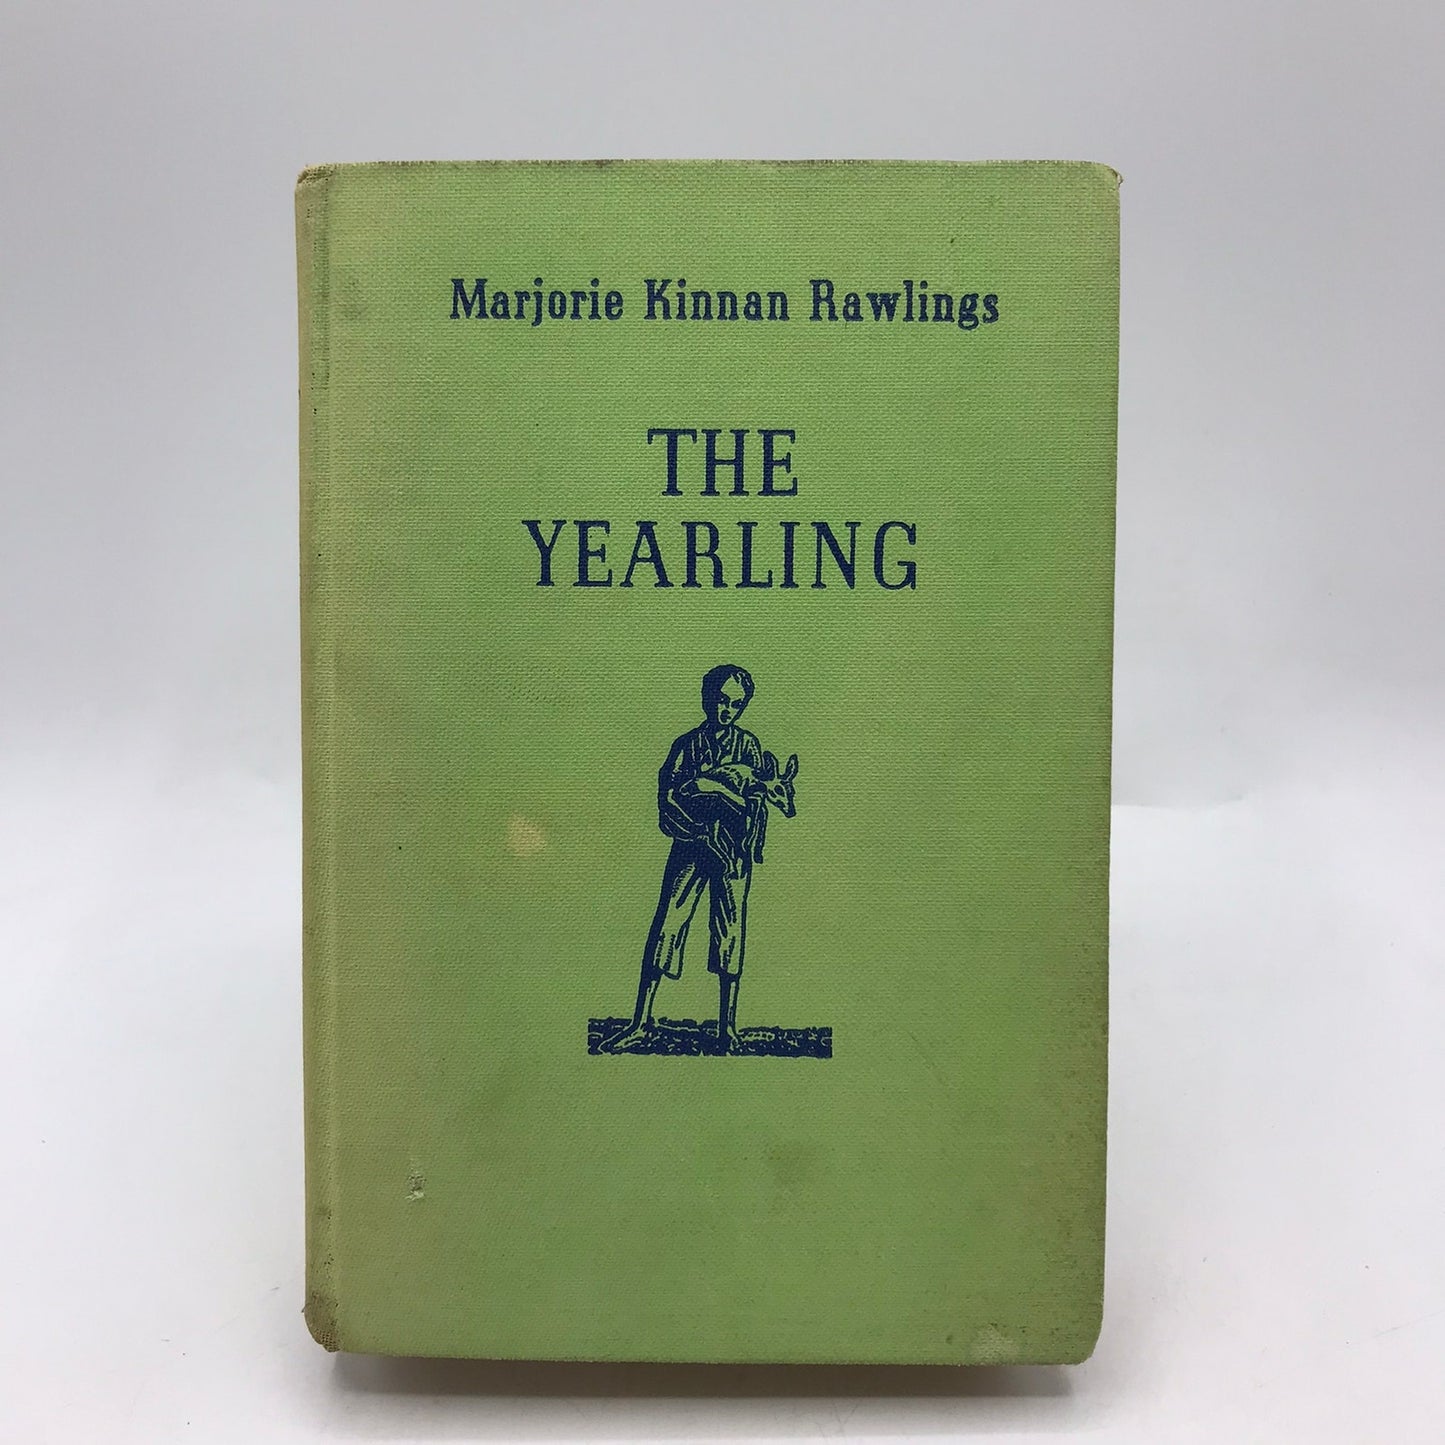 Marjorie Kinnan Rawlings
THE
YEARLING